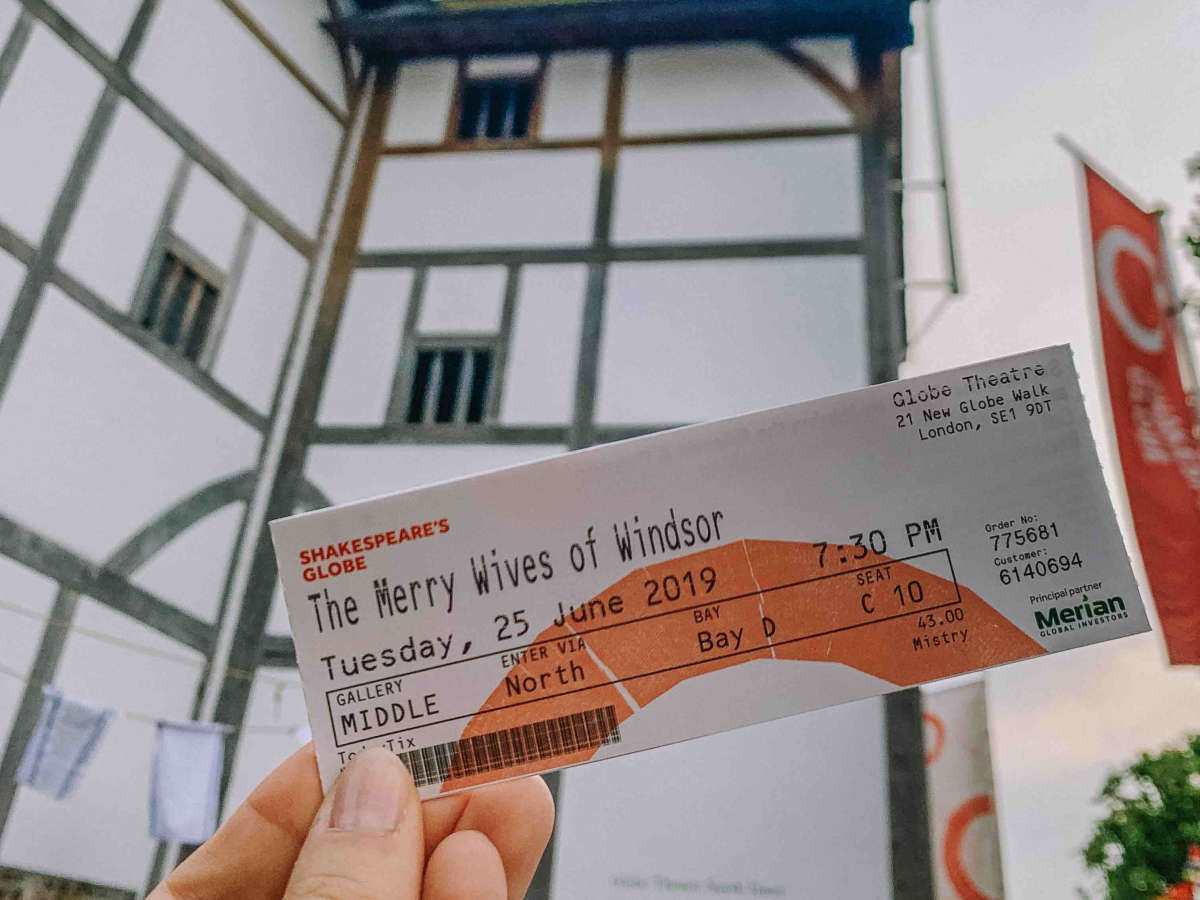 Globe Theatre
21 New Globe Walk
London, SE1 9DT
SHAKESPEARE'S
GLOBE
The Merry Wives of Windsor
Tuesday, 25 June 2019 7:30 PM
GALLERY ENTER VIA BAY SEAT
MIDDLE North Bay D C 10
43.00
Mistry
Order No:
775681
Customer:
6140694
Principal partner
Merian
GLOBAL INVESTORS